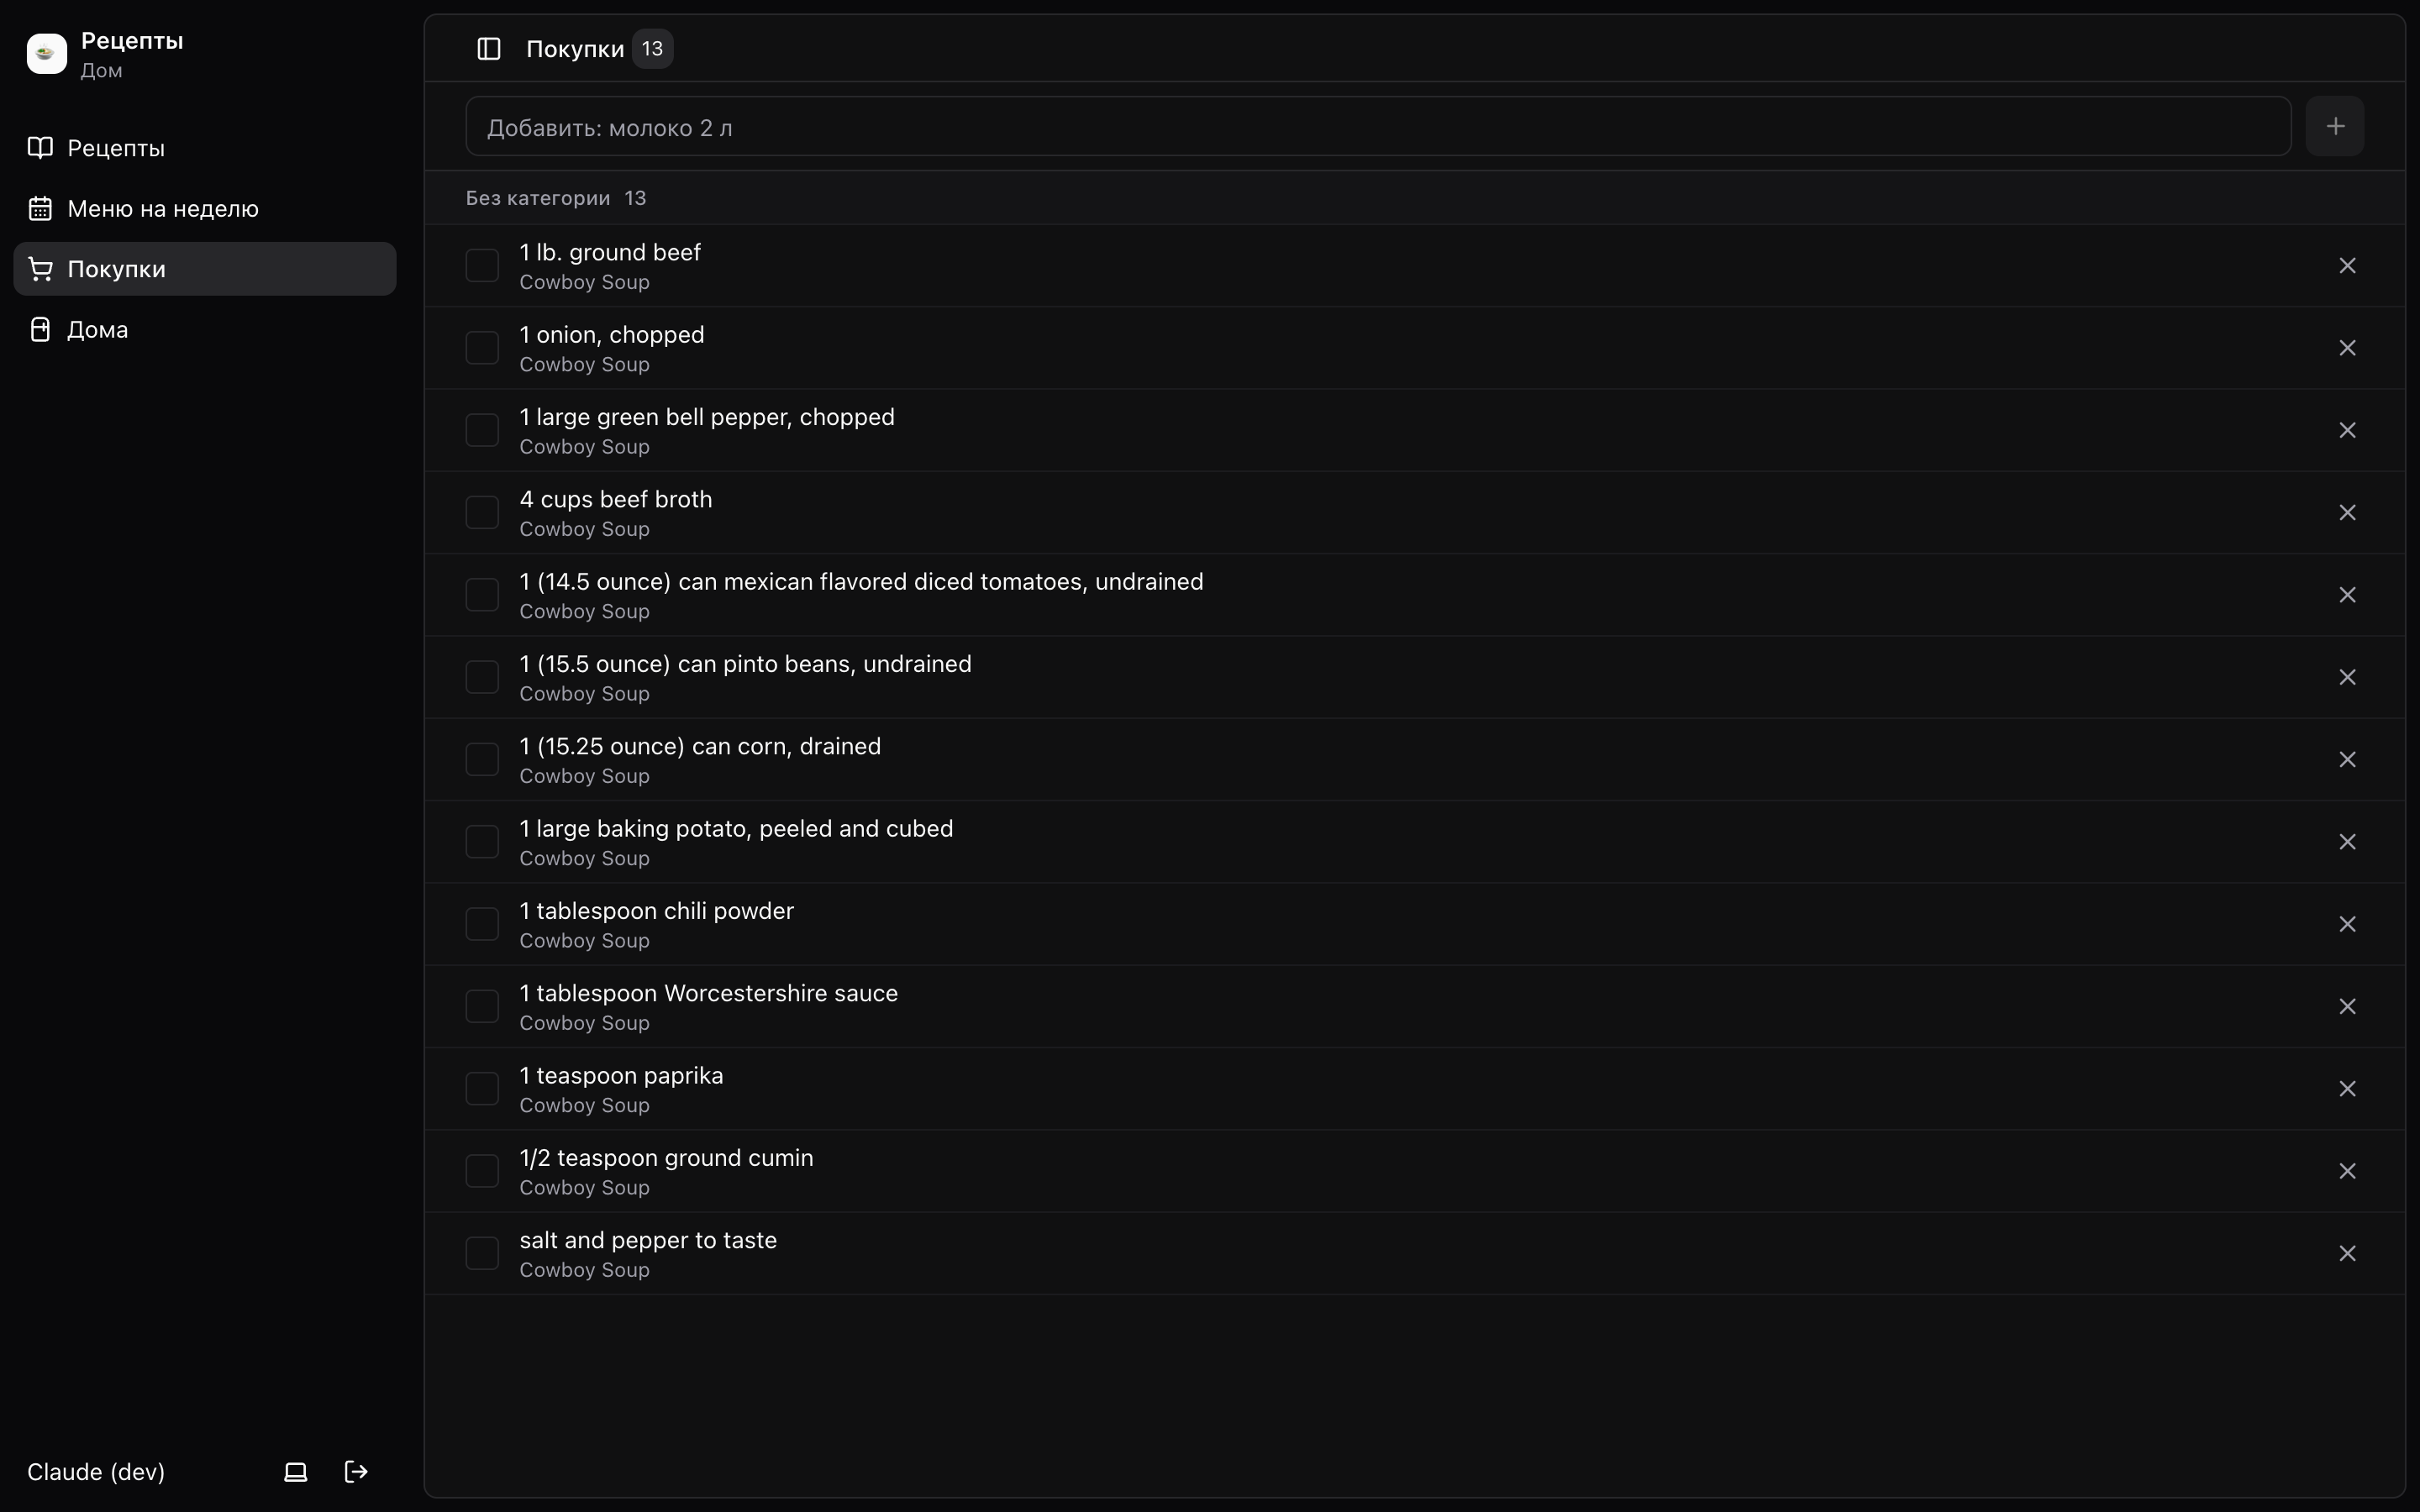 Рецепты
Дом
Рецепты
Меню на неделю
Покупки
Дома
Claude (dev)
Покупки 13
Добавить: молоко 2 л
Без категории 13
1 lb. ground beef
Cowboy Soup
1 onion, chopped
Cowboy Soup
1 large green bell pepper, chopped
Cowboy Soup
4 cups beef broth
Cowboy Soup
1 (14.5 ounce) can mexican flavored diced tomatoes, undrained
Cowboy Soup
1 (15.5 ounce) can pinto beans, undrained
Cowboy Soup
1 (15.25 ounce) can corn, drained
Cowboy Soup
1 large baking potato, peeled and cubed
Cowboy Soup
1 tablespoon chili powder
Cowboy Soup
1 tablespoon Worcestershire sauce
Cowboy Soup
1 teaspoon paprika
Cowboy Soup
1/2 teaspoon ground cumin
Cowboy Soup
salt and pepper to taste
Cowboy Soup